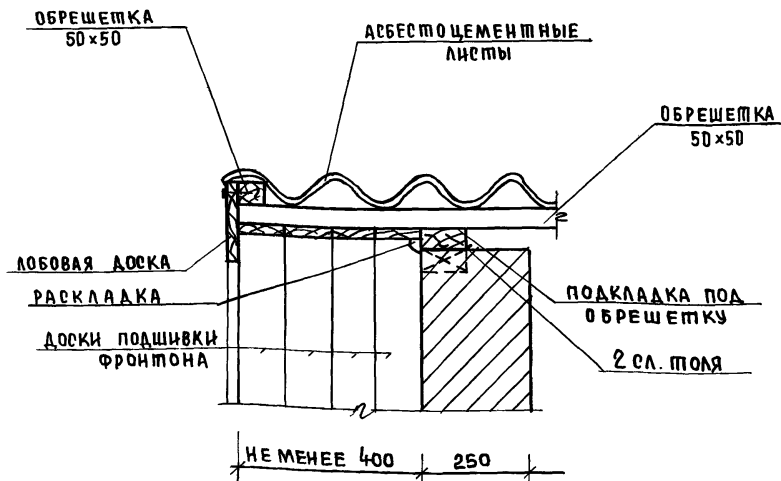 ОБРЕШЕТКА
50×50
АСБЕСТОЦЕМЕНТНЫЕ
ЛИСТЫ
ОБРЕШЕТКА
50×50
ЛОБОВАЯ ДОСКА
РАСКЛАДКА
ДОСКИ ПОДШИВКИ
ФРОНТОНА
ПОДКЛАДКА ПОД
ОБРЕШЕТКУ
2 СЛ. ТОЛЯ
НЕ МЕНЕЕ 400
250